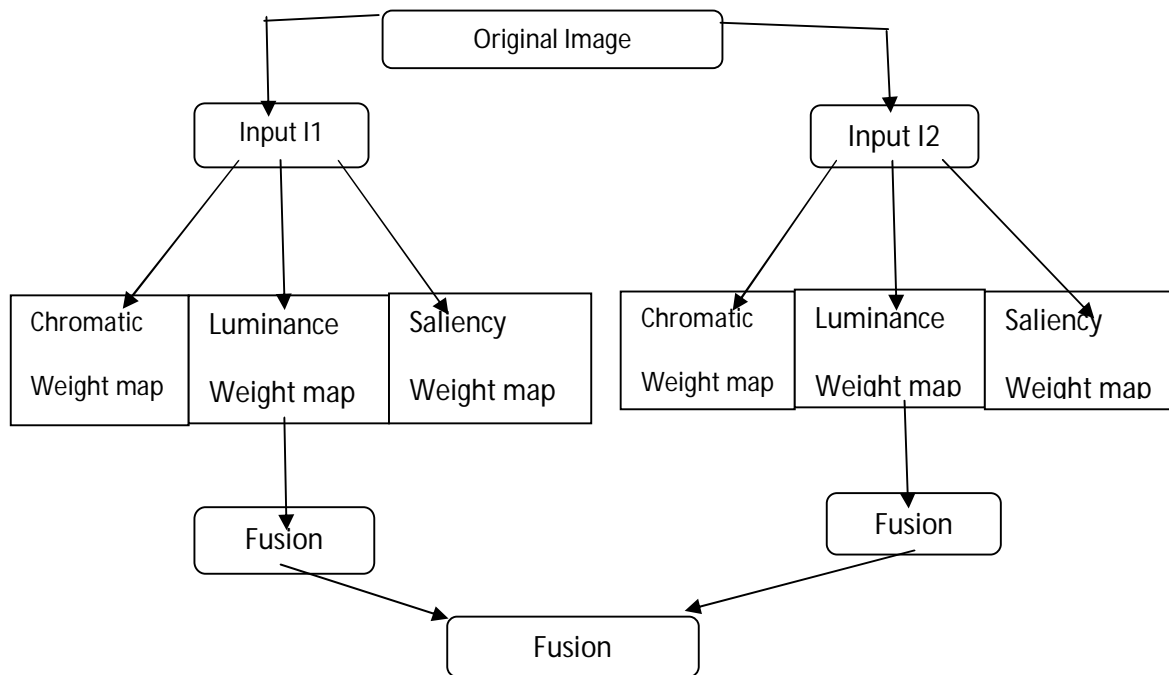 Original Image
Input I1
Input I2
Chromatic
Weight map
Luminance
Weight map
Saliency
Weight map
Chromatic
Weight map
Luminance
Weight map
Saliency
Weight map
Fusion
Fusion
Fusion